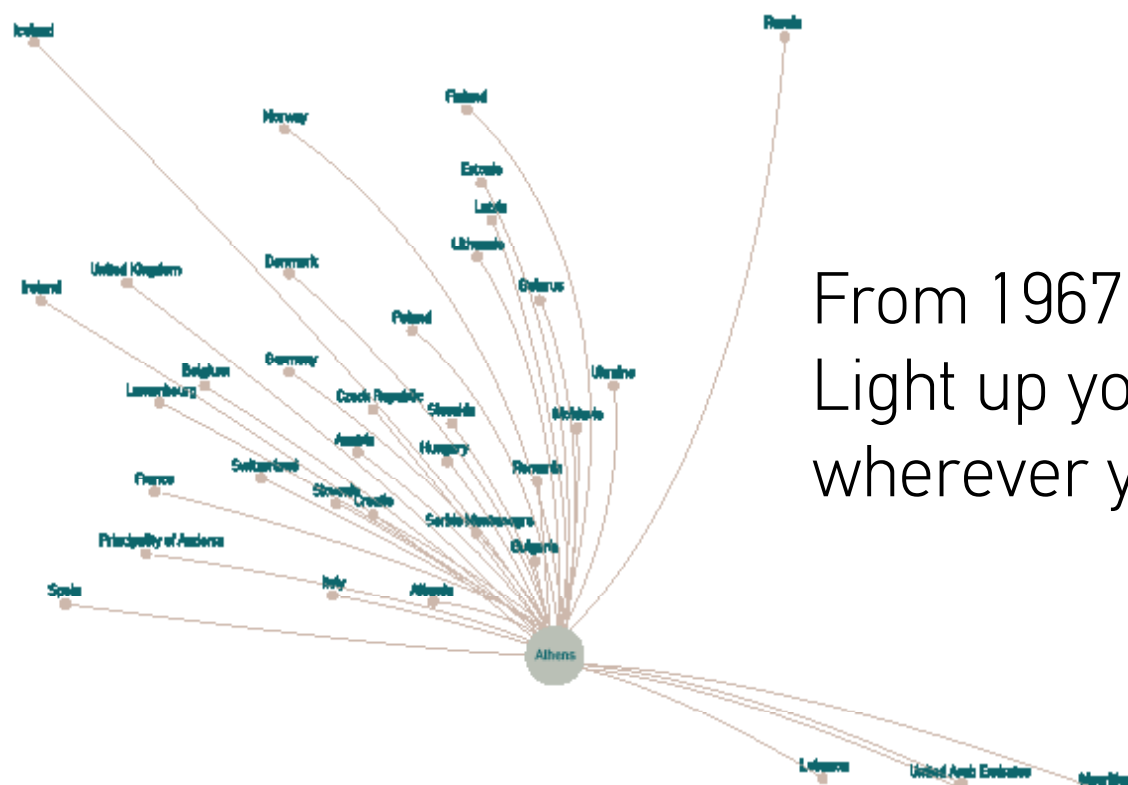 Iceland
Russia
Finland
Norway
Estonia
Latvia
Lithuania
Denmark
United Kingdom
Ireland
Belarus
Poland
Germany
Belgium
Ukraine
Luxembourg
Czech Republic
Slovakia
Moldavia
Austria
Hungary
Switzerland
Romania
France
Slovenia
Croatia
Serbia Montenegro
Principality of Andorra
Bulgaria
Italy
Albania
Spain
Athens
From 1967
Light up yo
wherever y
Lebanon
United Arab Emirates